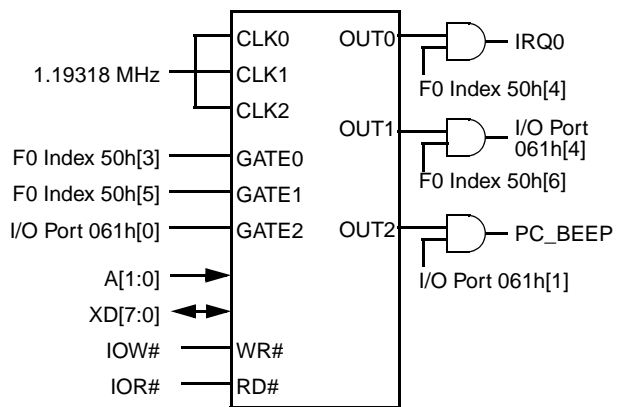 CLK0 OUT0 IRQ0
1.19318 MHz CLK1
F0 Index 50h[4]
CLK2
OUT1 I/O Port
061h[4]
F0 Index 50h[3] GATE0
F0 Index 50h[6]
F0 Index 50h[5] GATE1
I/O Port 061h[0] GATE2 OUT2 PC_BEEP
A[1:0] I/O Port 061h[1]
XD[7:0]
IOW# WR#
IOR# RD#